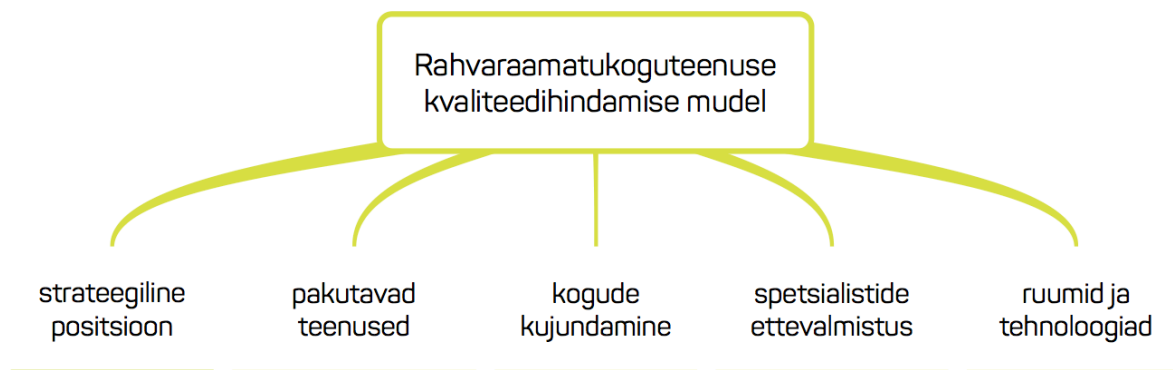 Rahvaraamatukoguteenuse
kvaliteedihindamise mudel
strateegiline
positsioon
pakutavad
teenused
kogude
kujundamine
spetsialistide
ettevalmistus
ruumid ja
tehnoloogiad